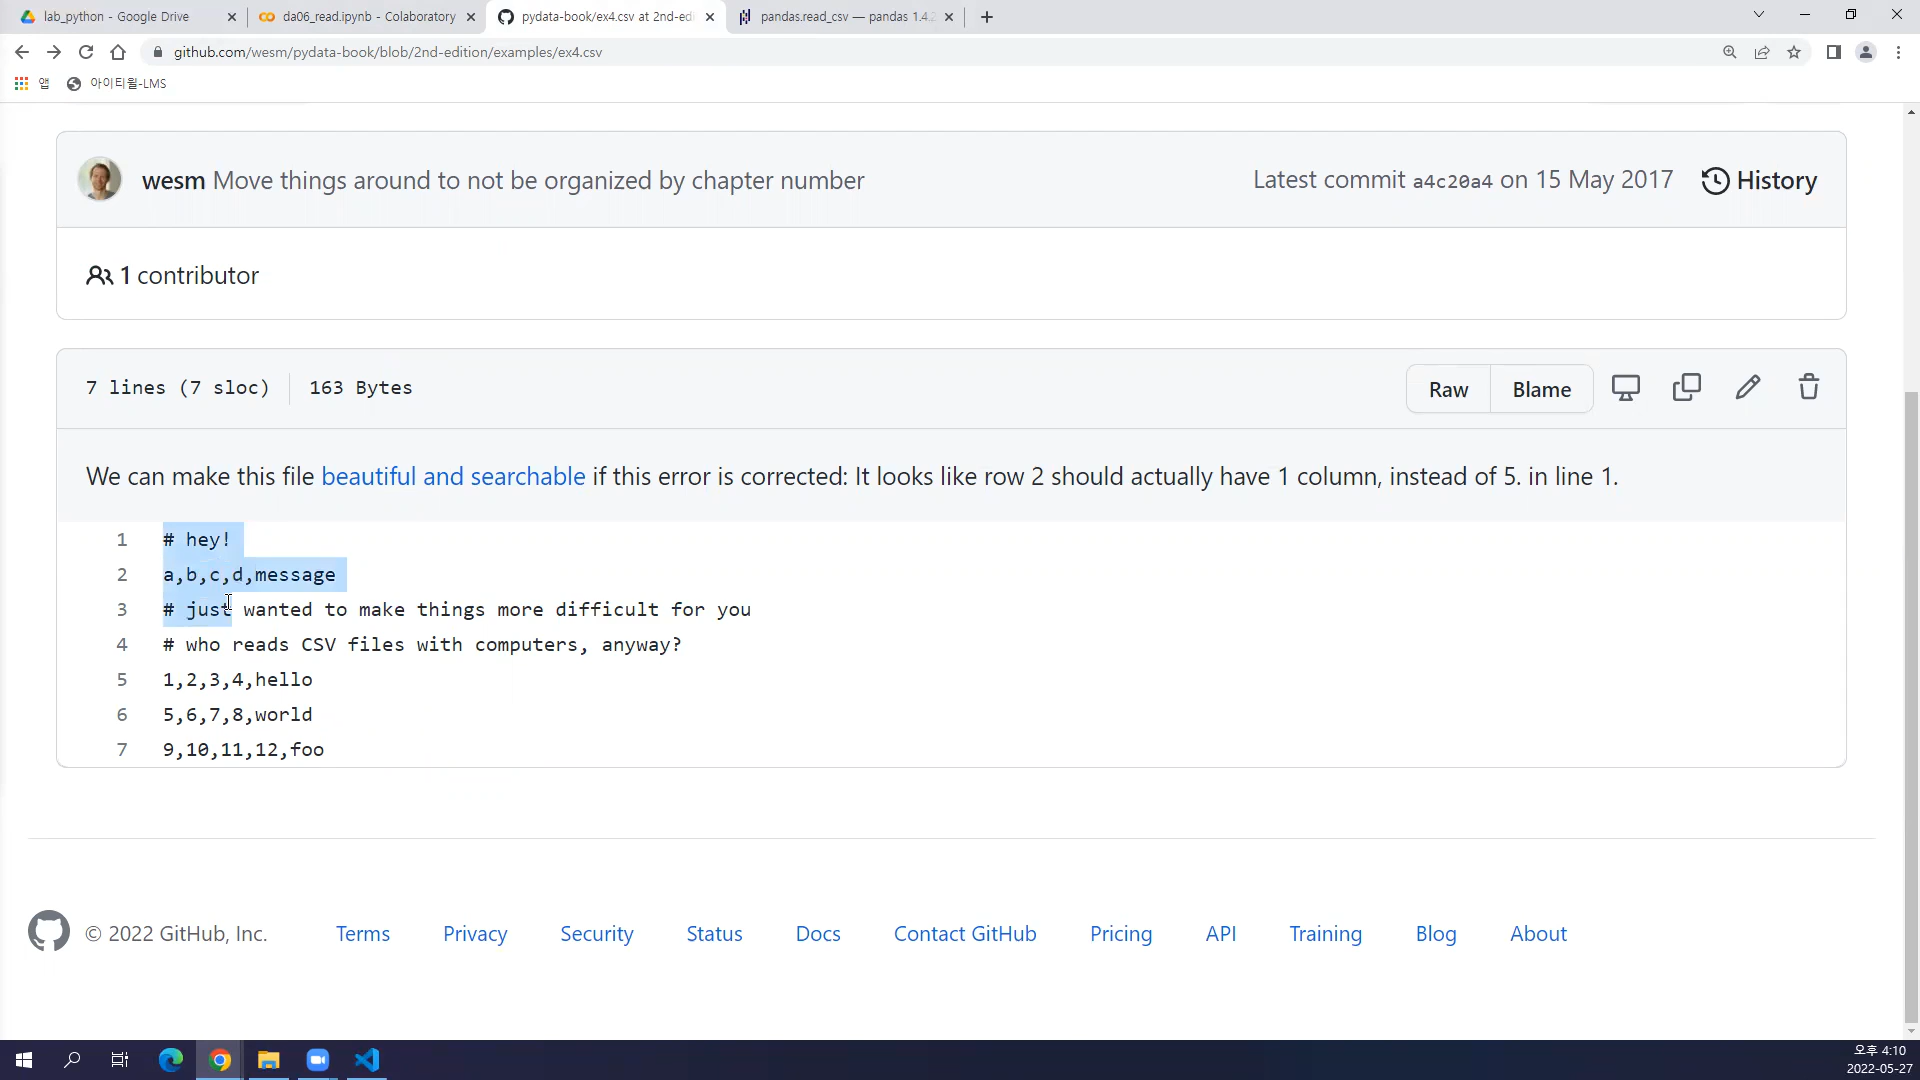 lab_python - Google Drive
da06_read.ipynb - Colaboratory
pydata-book/ex4.csv at 2nd-edi
pandas.read_csv — pandas 1.4.2
github.com/wesm/pydata-book/blob/2nd-edition/examples/ex4.csv
앱
아이티윌-LMS
wesm Move things around to not be organized by chapter number
Latest commit a4c20a4 on 15 May 2017
History
1 contributor
7 lines (7 sloc)
163 Bytes
Raw
Blame
We can make this file beautiful and searchable if this error is corrected: It looks like row 2 should actually have 1 column, instead of 5. in line 1.
1 # hey!
2 a,b,c,d,message
3 # just wanted to make things more difficult for you
4 # who reads CSV files with computers, anyway?
5 1,2,3,4,hello
6 5,6,7,8,world
7 9,10,11,12,foo
© 2022 GitHub, Inc.
Terms
Privacy
Security
Status
Docs
Contact GitHub
Pricing
API
Training
Blog
About
오후 4:10
2022-05-27